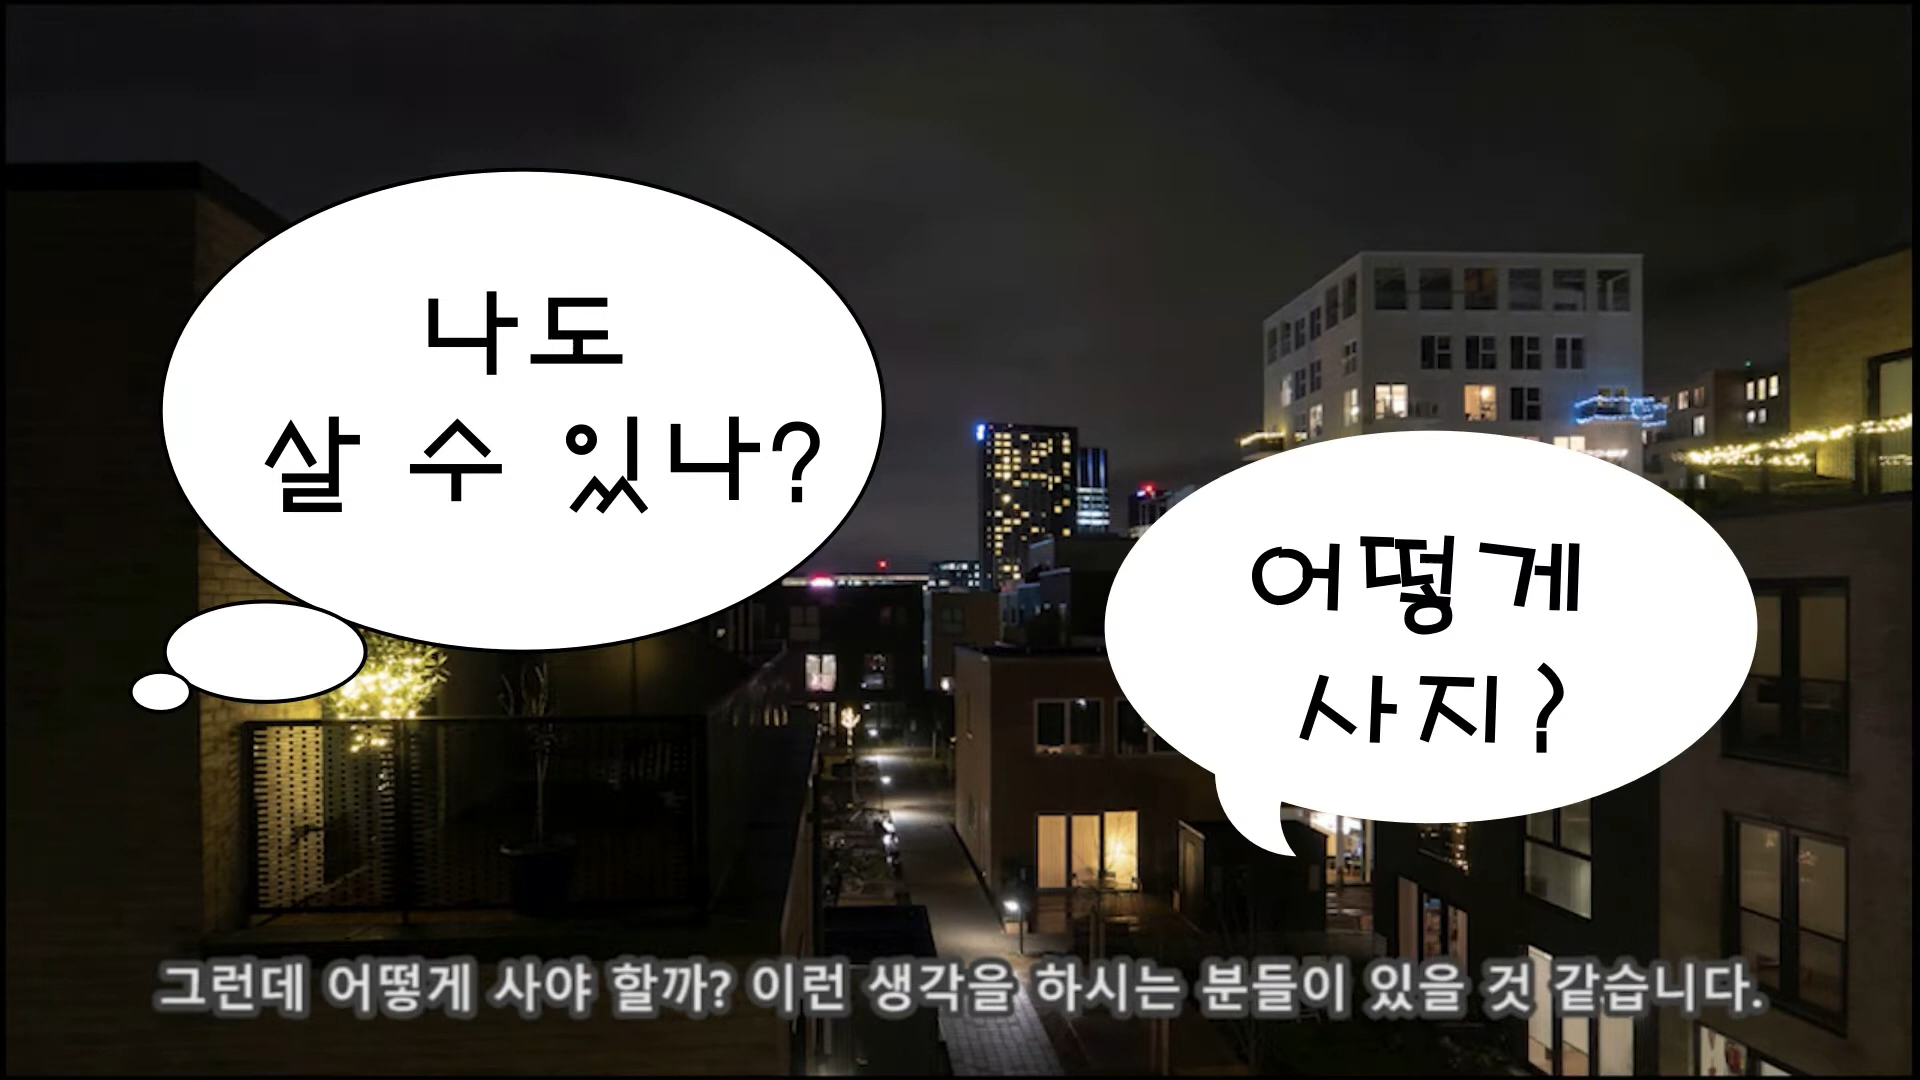 나도
살 수 있나?
어떻게
사지?
그런데 어떻게 사야 할까? 이런 생각을 하시는 분들이 있을 것 같습니다.